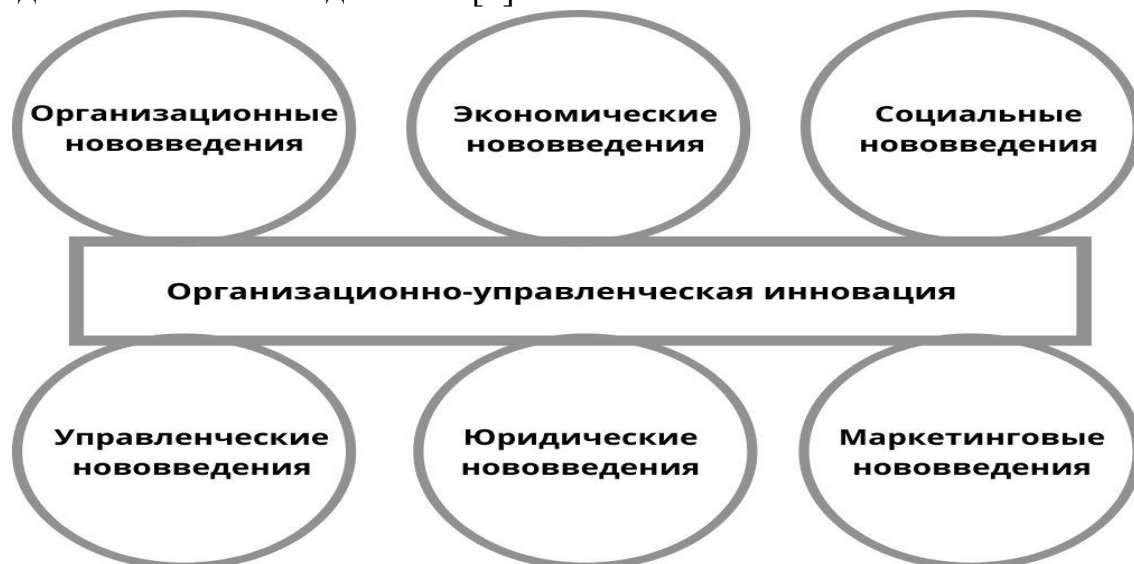 Организационные
нововведения
Экономические
нововведения
Социальные
нововведения
Организационно-управленческая инновация
Управленческие
нововведения
Юридические
нововведения
Маркетинговые
нововведения